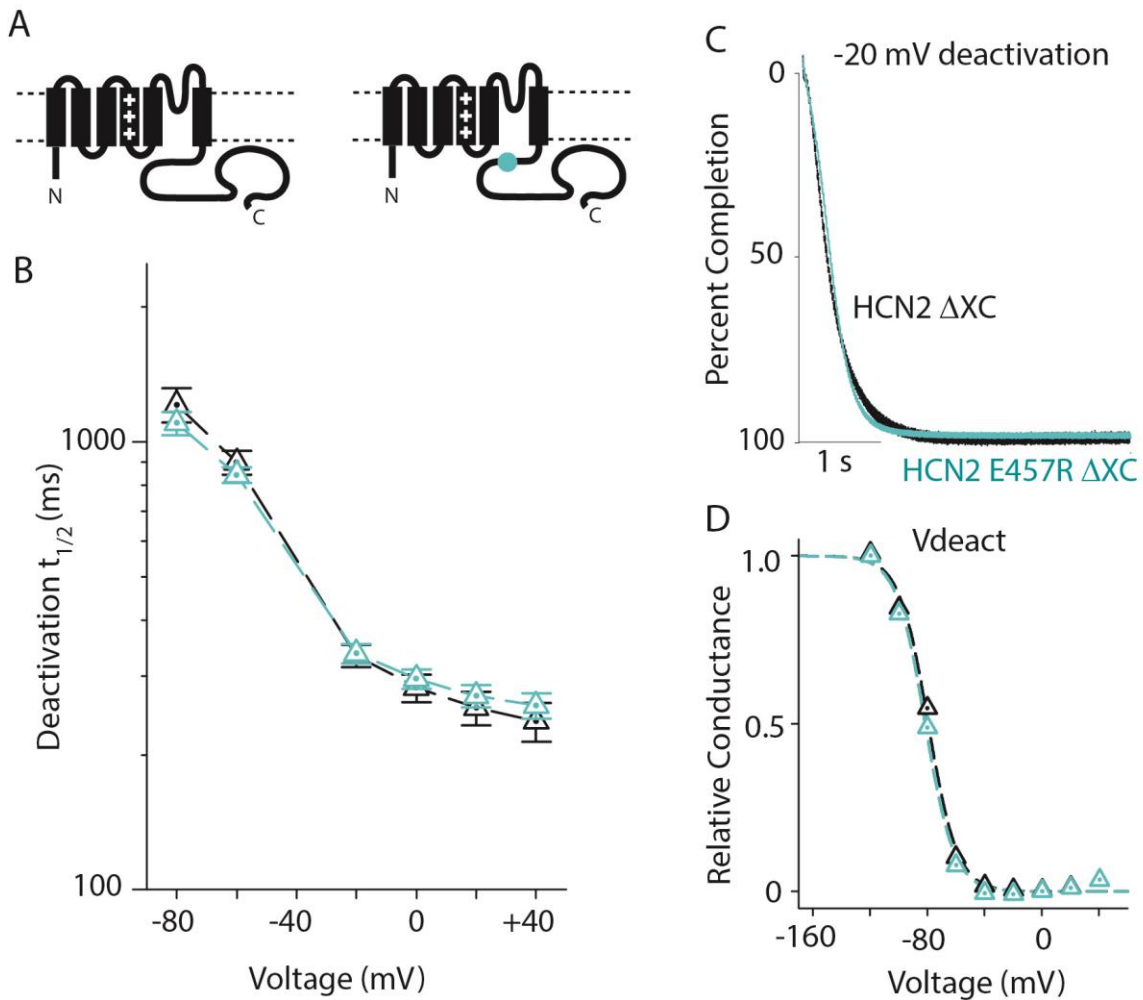 A
+
+
+
N
C
+
+
+
N
C
B
Deactivation t1/2 (ms)
1000
100
-80
-40
0
+40
Voltage (mV)
C
-20 mV deactivation
Percent Completion
0
50
100
HCN2 ΔXC
1 s
HCN2 E457R ΔXC
D
Vdeact
Relative Conductance
1.0
0.5
0
-160
-80
0
Voltage (mV)